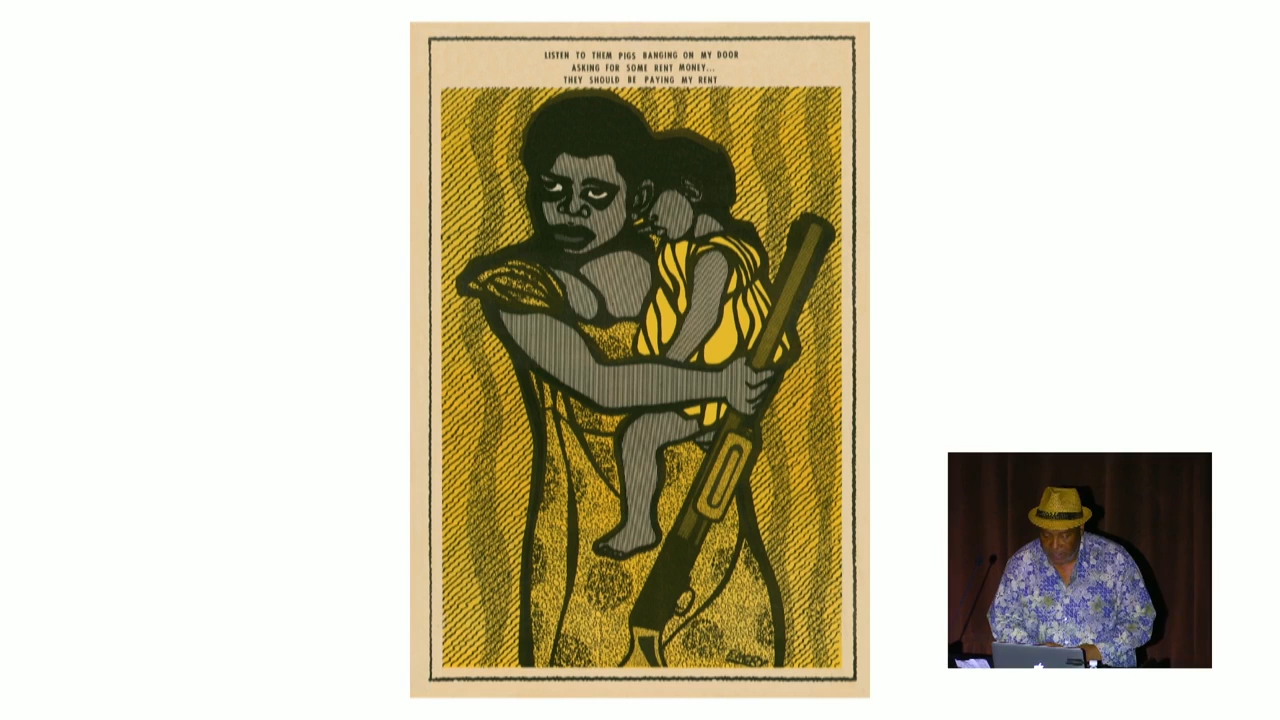 LISTEN TO THEM PIGS BANGING ON MY DOOR
ASKING FOR SOME RENT MONEY...
THEY SHOULD BE PAYING MY RENT